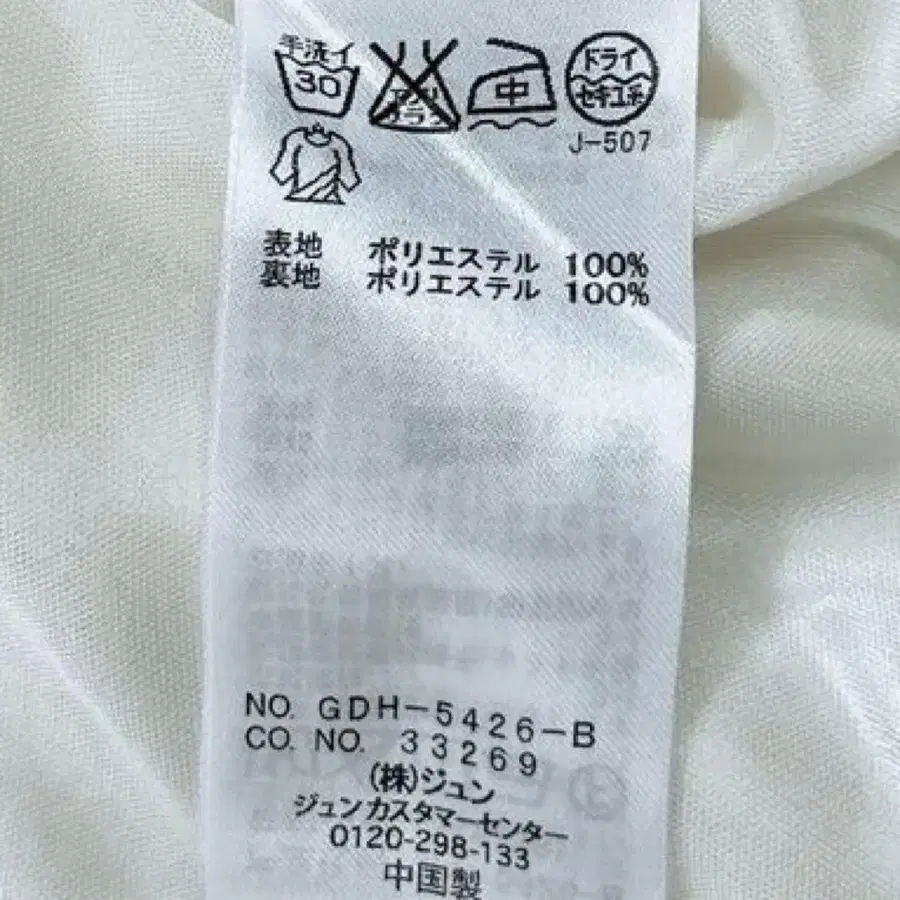 手洗イ
30
中
ドライ
セキユ系
J-507
表地 ポリエステル 100%
裏地 ポリエステル 100%
NO. GDH-5426-B
CO. NO. 33269
(株)ジュン
ジュンカスタマーセンター
0120-298-133
中国製